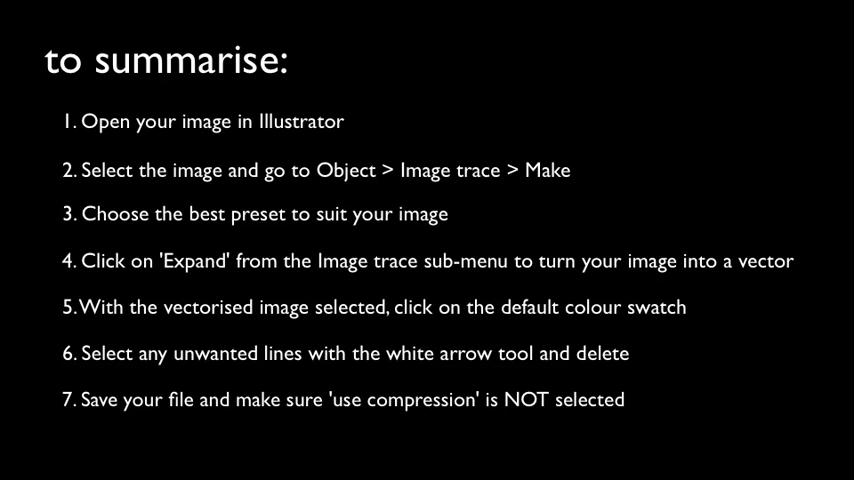 to summarise:
1. Open your image in Illustrator
2. Select the image and go to Object > Image trace > Make
3. Choose the best preset to suit your image
4. Click on 'Expand' from the Image trace sub-menu to turn your image into a vector
5. With the vectorised image selected, click on the default colour swatch
6. Select any unwanted lines with the white arrow tool and delete
7. Save your file and make sure 'use compression' is NOT selected